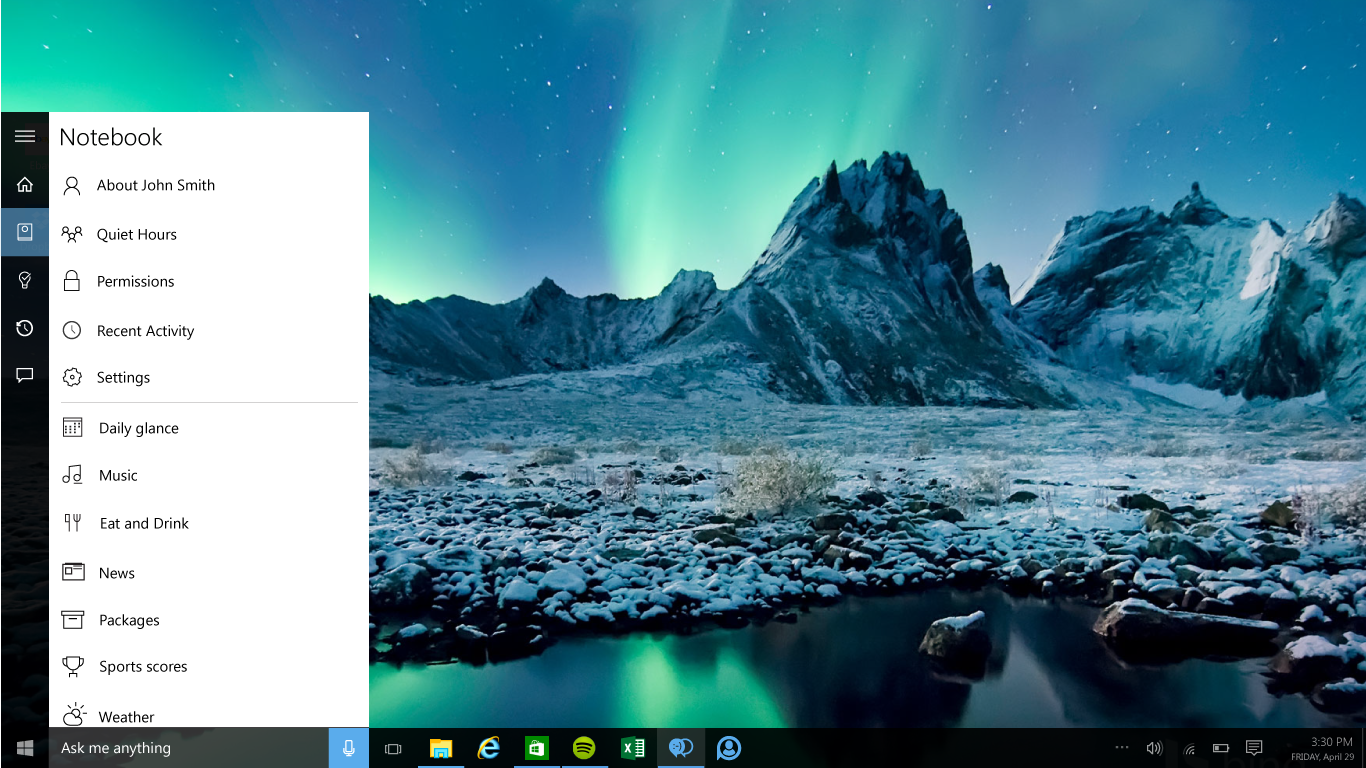 Notebook
About John Smith
Quiet Hours
Permissions
Recent Activity
Settings
Daily glance
Music
Eat and Drink
News
Packages
Sports scores
Weather
Ask me anything
3:30 PM
FRIDAY, April 29